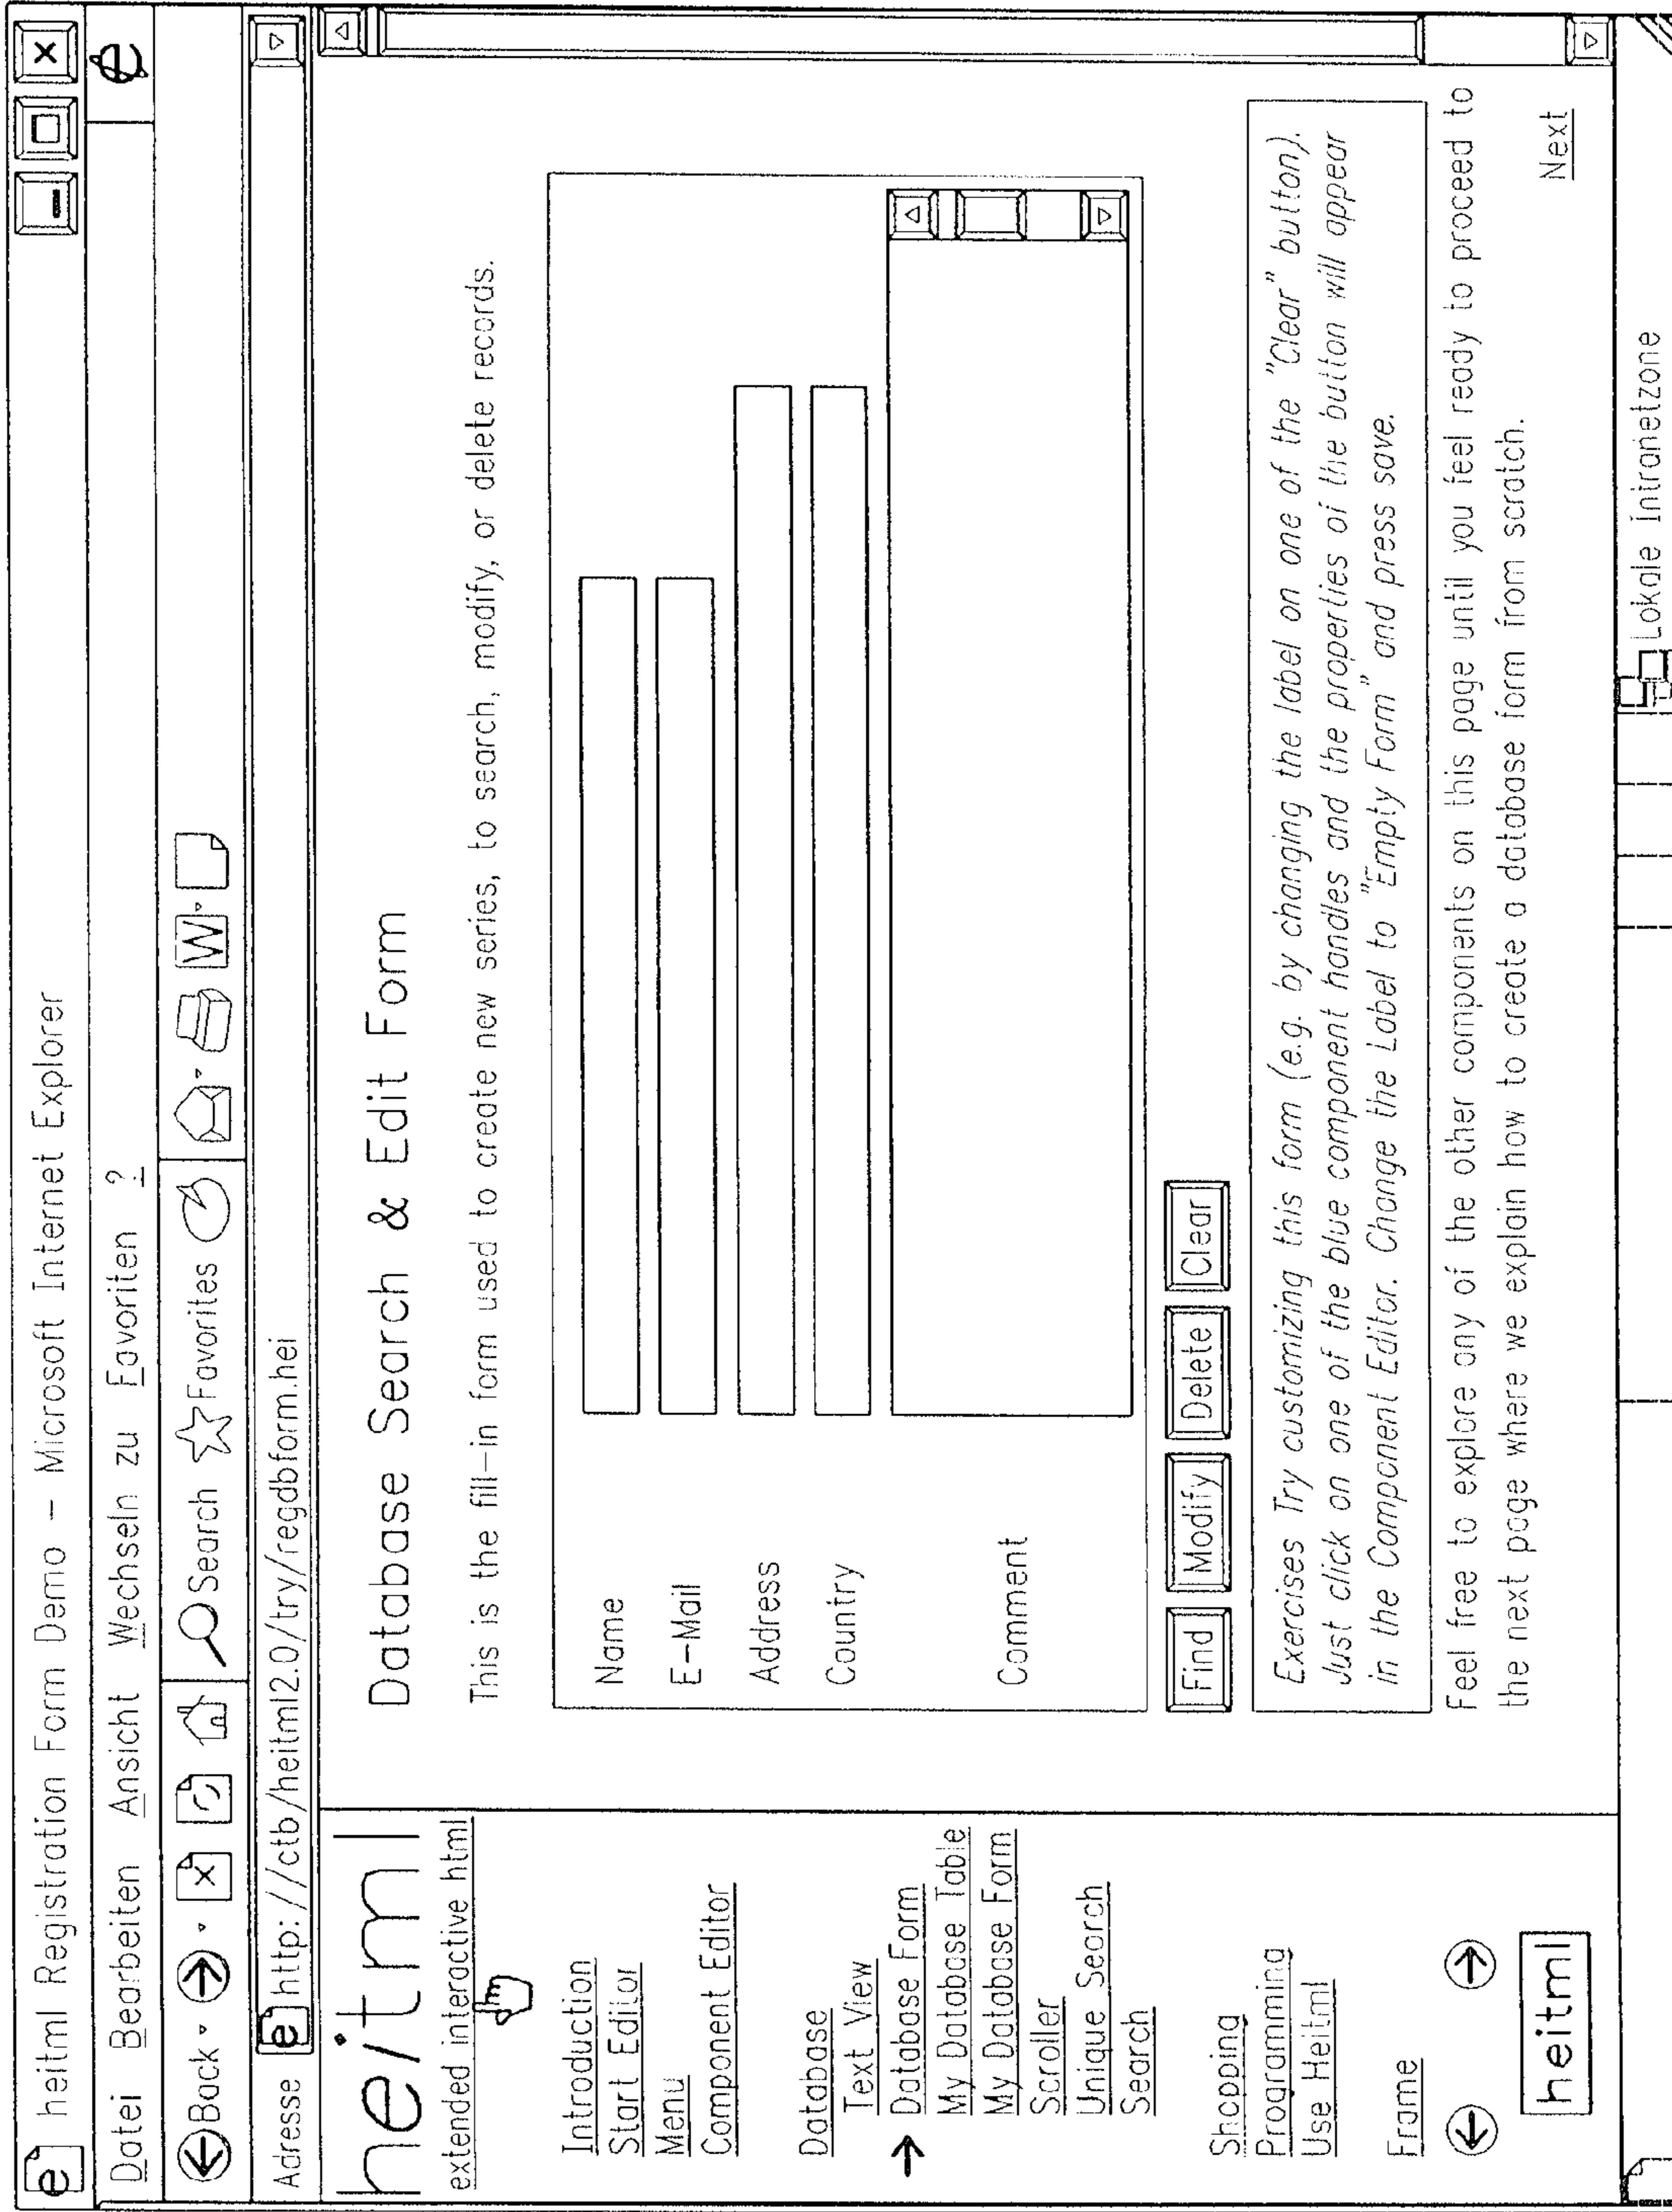 heitml Registration Form Demo – Microsoft Internet Explorer
Datei Bearbeiten Ansicht Wechseln zu Favoriten ?
Back Search Favorites W
Adresse http://ctb/heitml2.0/try/regdbform.hei
heitml
extended interactive html
Introduction
Start Editor
Menu
Component Editor
Database
Text View
Database Form
My Database Table
My Database Form
Scroller
Unique Search
Search
Shopping
Programming
Use Heitml
Frame
heitml
Database Search & Edit Form
This is the fill-in form used to create new series, to search, modify, or delete records.
Name
E-Mail
Address
Country
Comment
Find Modify Delete Clear
Exercises Try customizing this form (e.g. by changing the label on one of the "Clear" button).
Just click on one of the blue component handles and the properties of the button will appear
in the Component Editor. Change the Label to "Empty Form" and press save.
Feel free to explore any of the other components on this page until you feel ready to proceed to
the next page where we explain how to create a database form from scratch.
Next
Lokale Intranetzone